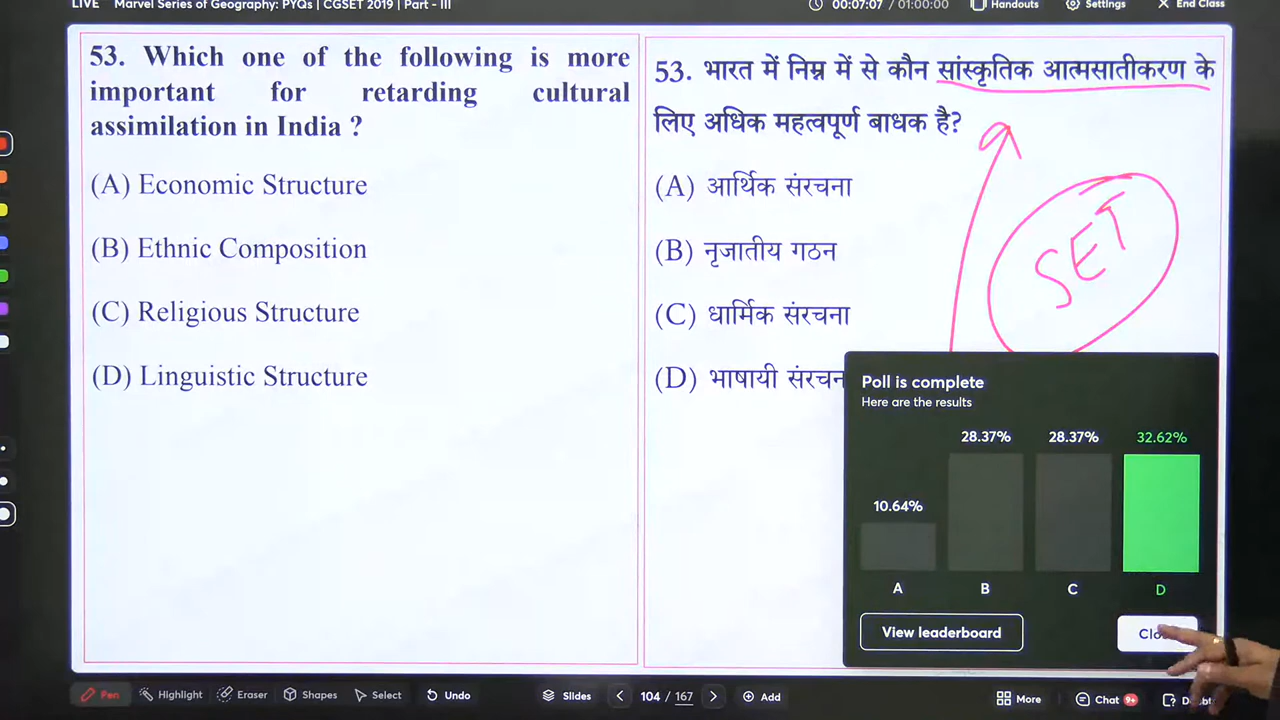 LIVE Marvel Series of Geography: PYQs | CGSET 2019 | Part - III 00:07:07 / 01:00:00 Handouts Settings End Class
53. Which one of the following is more
important for retarding cultural
assimilation in India ?
(A) Economic Structure
(B) Ethnic Composition
(C) Religious Structure
(D) Linguistic Structure
53. भारत में निम्न में से कौन सांस्कृतिक आत्मसातीकरण के
लिए अधिक महत्वपूर्ण बाधक है?
(A) आर्थिक संरचना
(B) नृजातीय गठन
(C) धार्मिक संरचना
(D) भाषायी
SET
Poll is complete
Here are the results
10.64% 28.37% 28.37% 32.62%
A B C D
View leaderboard
Pen Highlight Eraser Shapes Select Undo Slides 104 / 167 Add More Chat 9+